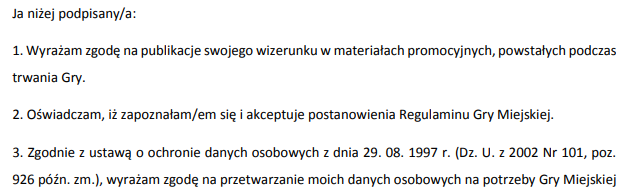 Ja niżej podpisany/a:
1. Wyrażam zgodę na publikacje swojego wizerunku w materiałach promocyjnych, powstałych podczas
trwania Gry.
2. Oświadczam, iż zapoznałam/em się i akceptuje postanowienia Regulaminu Gry Miejskiej.
3. Zgodnie z ustawą o ochronie danych osobowych z dnia 29. 08. 1997 r. (Dz. U. z 2002 Nr 101, poz.
926 późn. zm.), wyrażam zgodę na przetwarzanie moich danych osobowych na potrzeby Gry Miejskiej